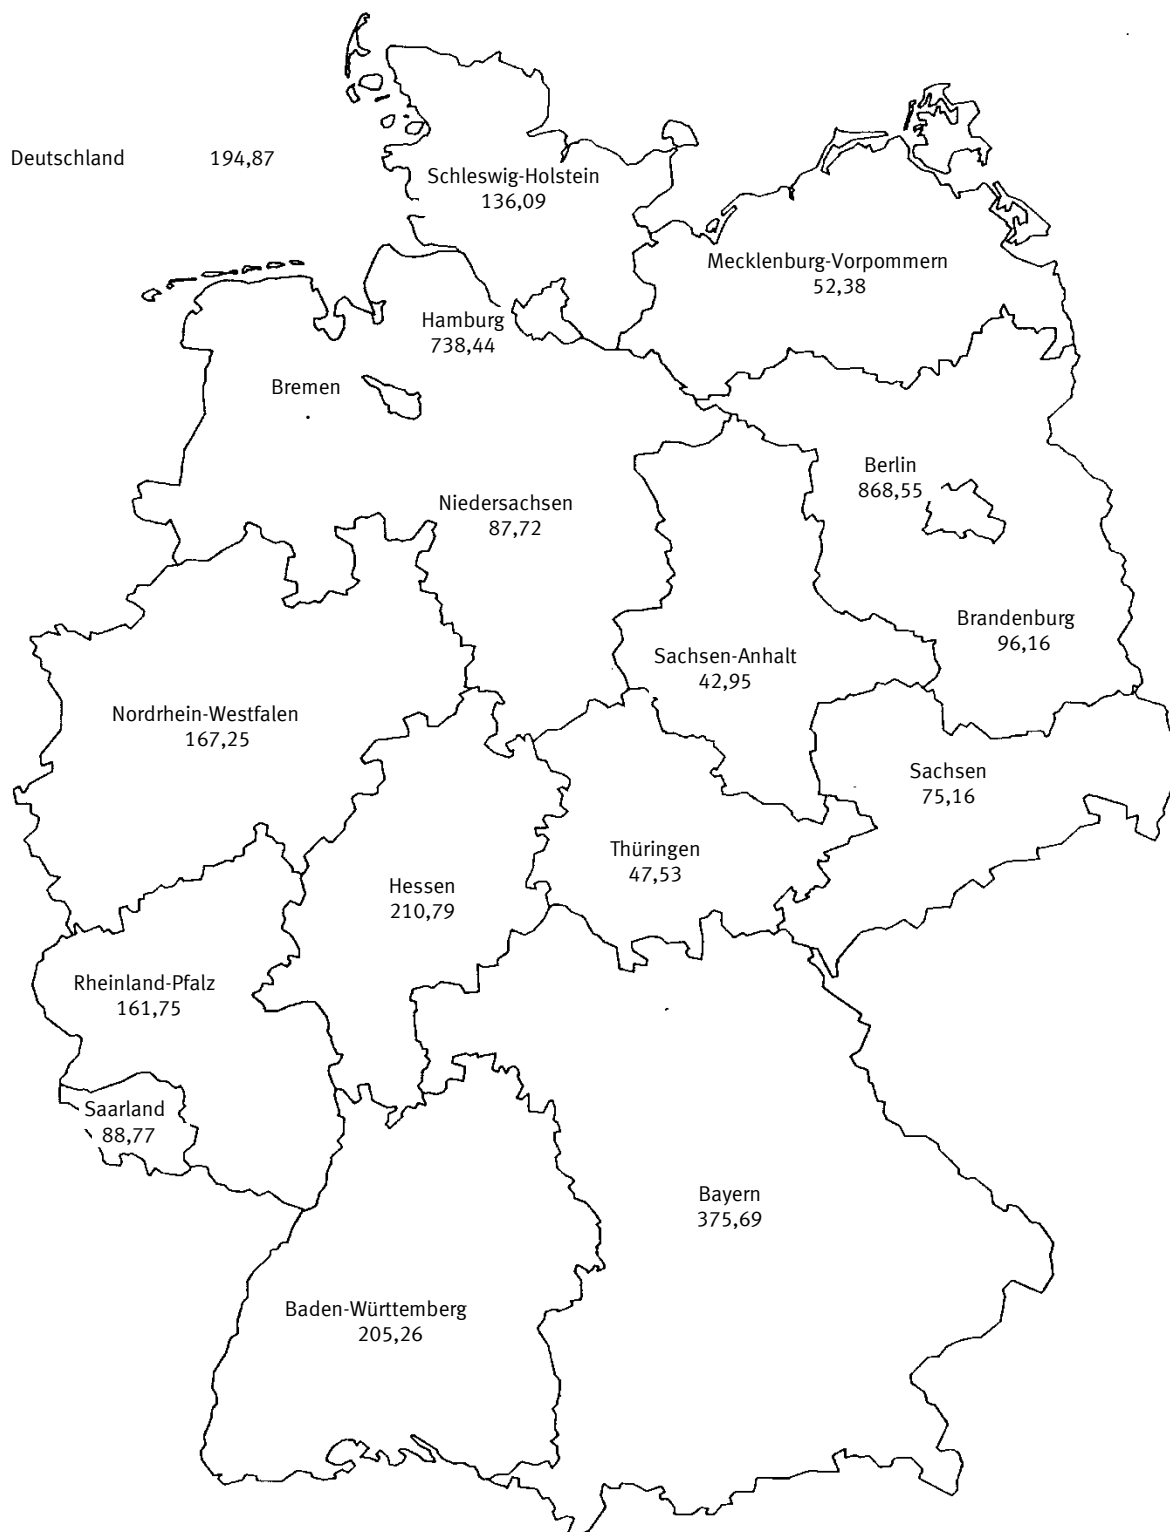 Deutschland 194,87
Schleswig-Holstein
136,09
Mecklenburg-Vorpommern
52,38
Hamburg
738,44
Bremen
.
Berlin
868,55
Niedersachsen
87,72
Brandenburg
96,16
Sachsen-Anhalt
42,95
Nordrhein-Westfalen
167,25
Sachsen
75,16
Thüringen
47,53
Hessen
210,79
Rheinland-Pfalz
161,75
Saarland
88,77
Bayern
375,69
Baden-Württemberg
205,26